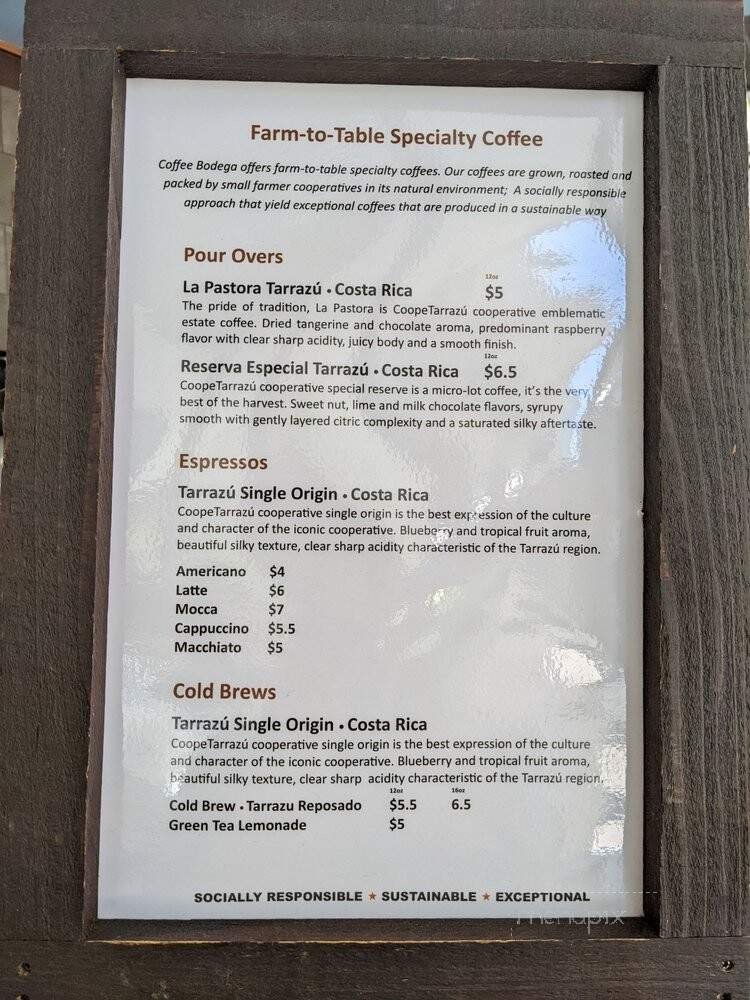 Farm-to-Table Specialty Coffee
Coffee Bodega offers farm-to-table specialty coffees. Our coffees are grown, roasted and
packed by small farmer cooperatives in its natural environment; A socially responsible
approach that yield exceptional coffees that are produced in a sustainable way
Pour Overs
12oz
La Pastora Tarrazú • Costa Rica $5
The pride of tradition, La Pastora is CoopeTarrazú cooperative emblematic
estate coffee. Dried tangerine and chocolate aroma, predominant raspberry
flavor with clear sharp acidity, juicy body and a smooth finish.
12oz
Reserva Especial Tarrazú • Costa Rica $6.5
CoopeTarrazú cooperative special reserve is a micro-lot coffee, it's the very
best of the harvest. Sweet nut, lime and milk chocolate flavors, syrupy
smooth with gently layered citric complexity and a saturated silky aftertaste.
Espressos
Tarrazú Single Origin • Costa Rica
CoopeTarrazú cooperative single origin is the best expression of the culture
and character of the iconic cooperative. Blueberry and tropical fruit aroma,
beautiful silky texture, clear sharp acidity characteristic of the Tarrazú region.
Americano $4
Latte $6
Mocca $7
Cappuccino $5.5
Macchiato $5
Cold Brews
Tarrazú Single Origin • Costa Rica
CoopeTarrazú cooperative single origin is the best expression of the culture
and character of the iconic cooperative. Blueberry and tropical fruit aroma,
beautiful silky texture, clear sharp acidity characteristic of the Tarrazú region.
12oz 16oz
Cold Brew • Tarrazu Reposado $5.5 6.5
Green Tea Lemonade $5
SOCIALLY RESPONSIBLE ★ SUSTAINABLE ★ EXCEPTIONAL
menupix